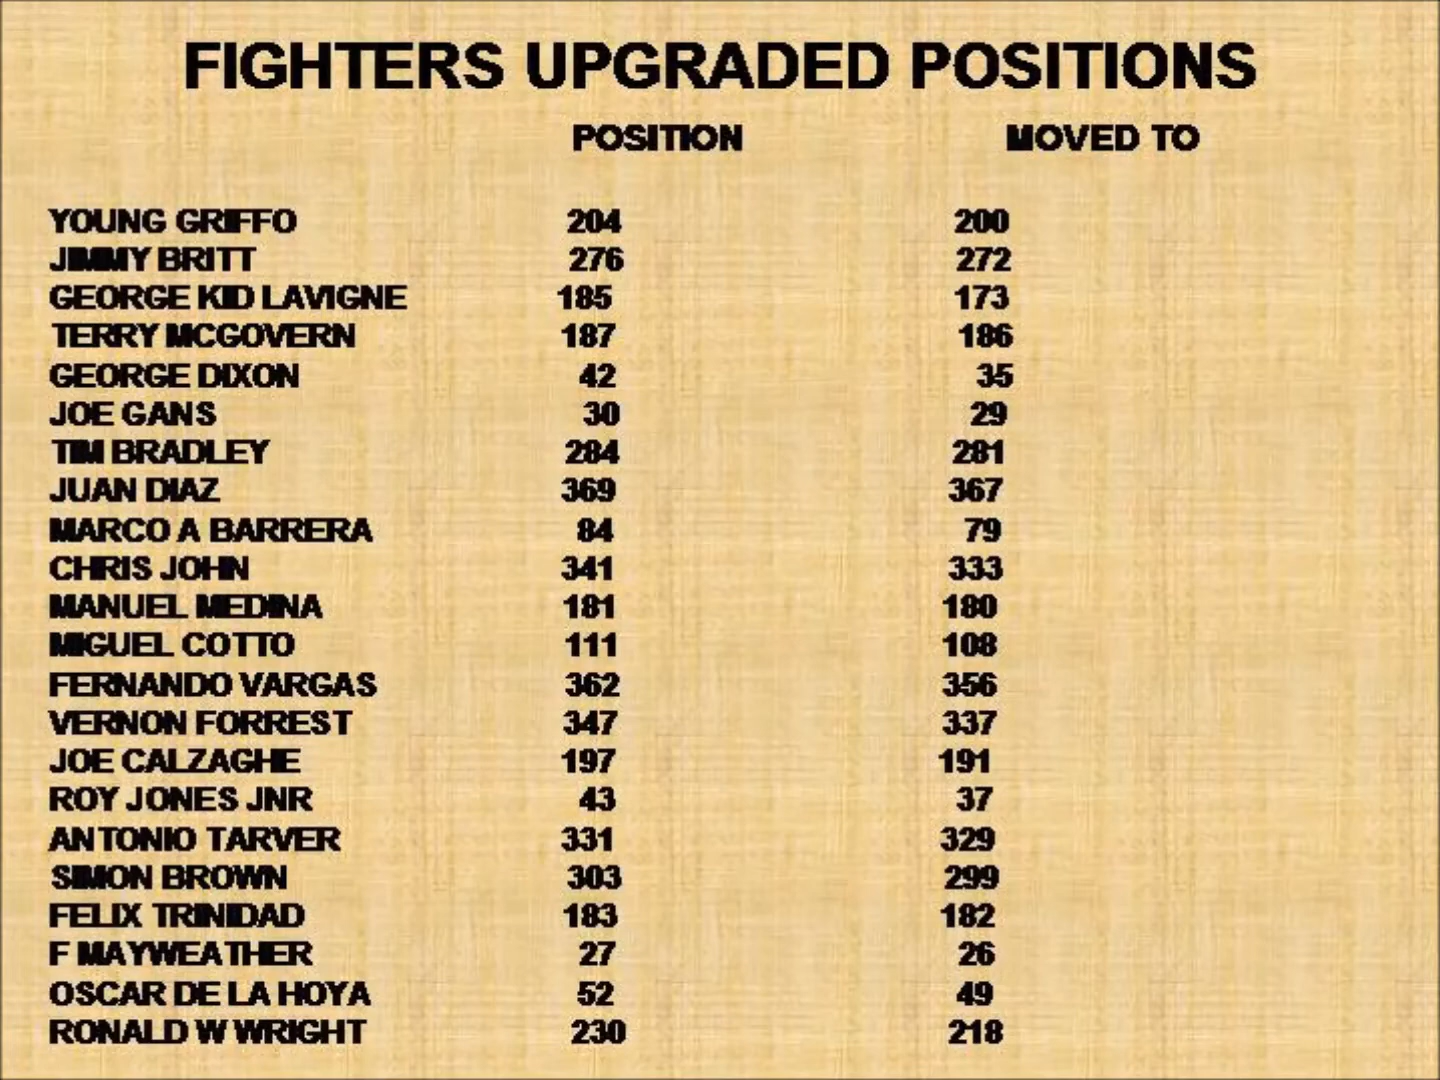 FIGHTERS UPGRADED POSITIONS
POSITION MOVED TO
YOUNG GRIFFO 204 200
JIMMY BRITT 276 272
GEORGE KID LAVIGNE 185 173
TERRY MCGOVERN 187 186
GEORGE DIXON 42 35
JOE GANS 30 29
TIM BRADLEY 284 281
JUAN DIAZ 369 367
MARCO A BARRERA 84 79
CHRIS JOHN 341 333
MANUEL MEDINA 181 180
MIGUEL COTTO 111 108
FERNANDO VARGAS 362 356
VERNON FORREST 347 337
JOE CALZAGHE 197 191
ROY JONES JNR 43 37
ANTONIO TARVER 331 329
SIMON BROWN 303 299
FELIX TRINIDAD 183 182
F MAYWEATHER 27 26
OSCAR DE LA HOYA 52 49
RONALD W WRIGHT 230 218